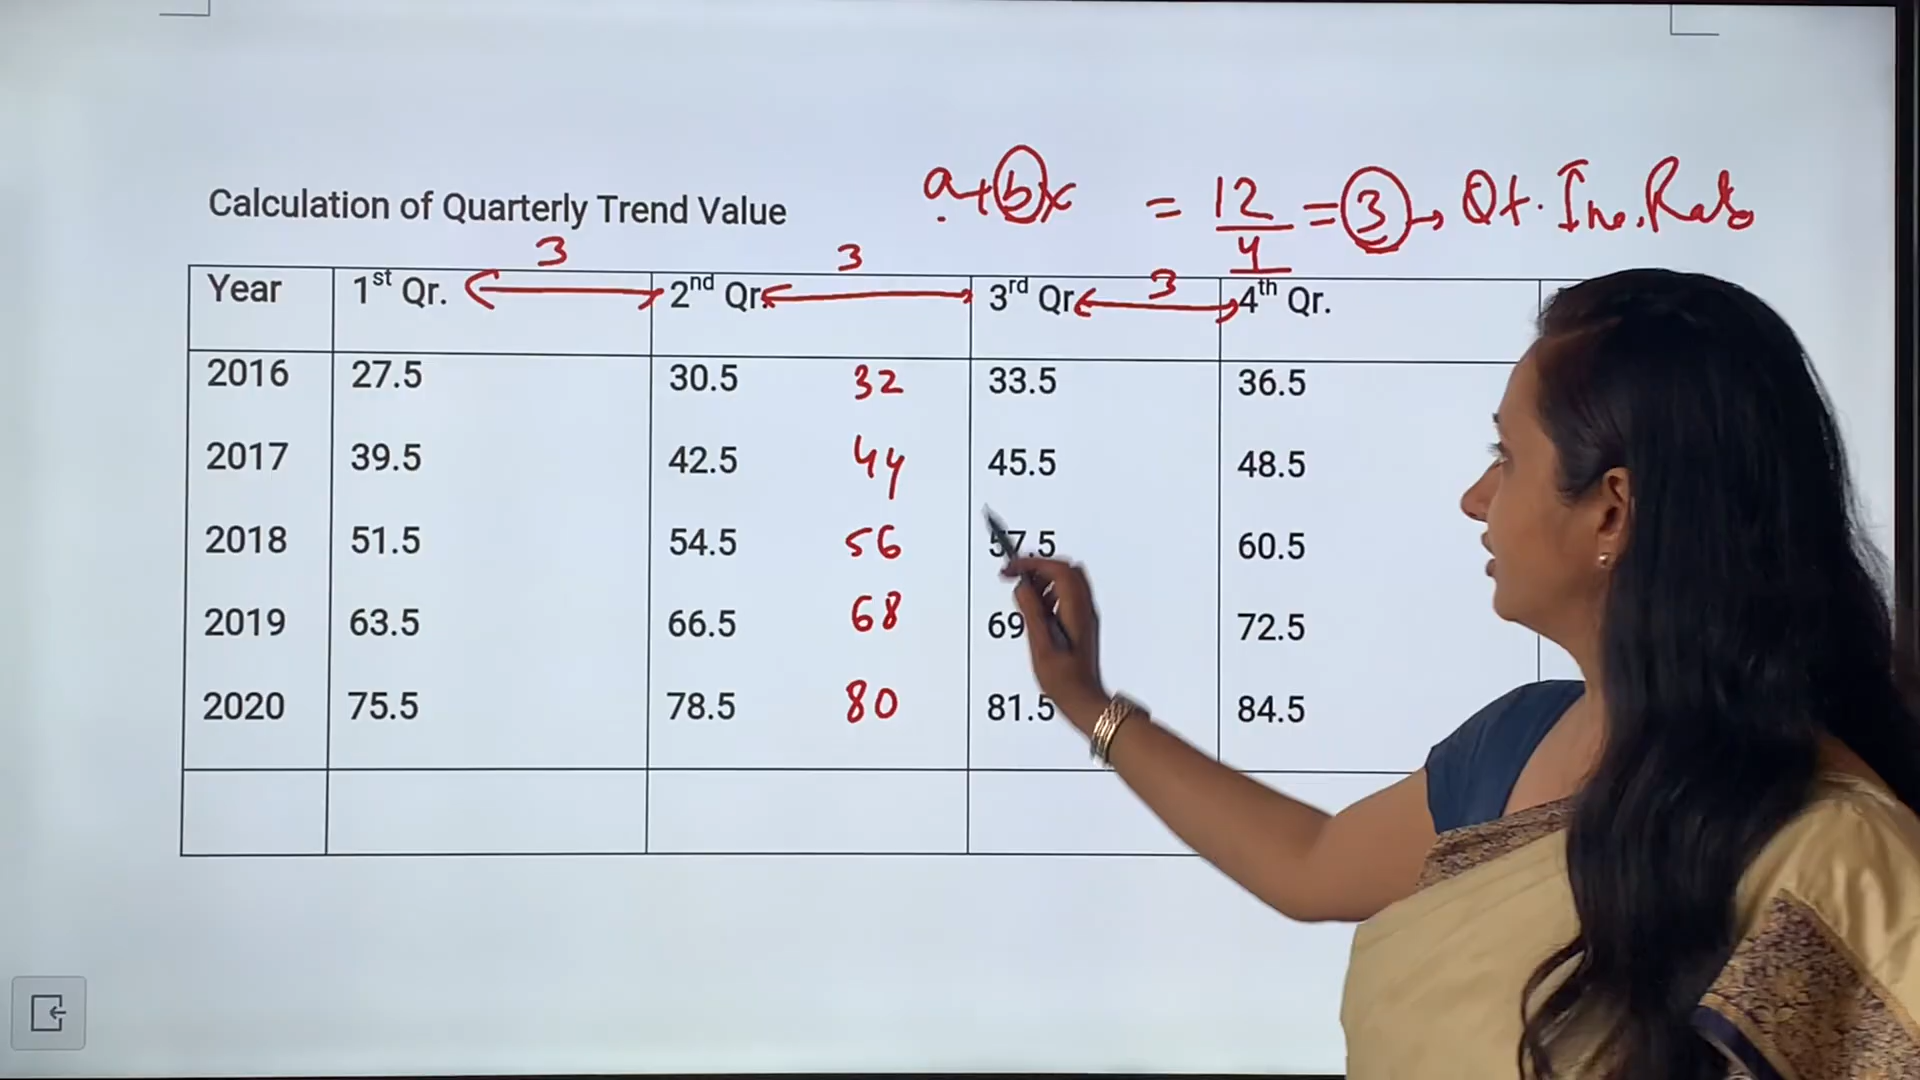 a+bx = 12/4 = 3 → Qt. Inc. Rate
Calculation of Quarterly Trend Value
3 3 3
Year 1st Qr. 2nd Qr. 3rd Qr. 4th Qr.
2016 27.5 30.5 32 33.5 36.5
2017 39.5 42.5 44 45.5 48.5
2018 51.5 54.5 56 57.5 60.5
2019 63.5 66.5 68 69 72.5
2020 75.5 78.5 80 81.5 84.5